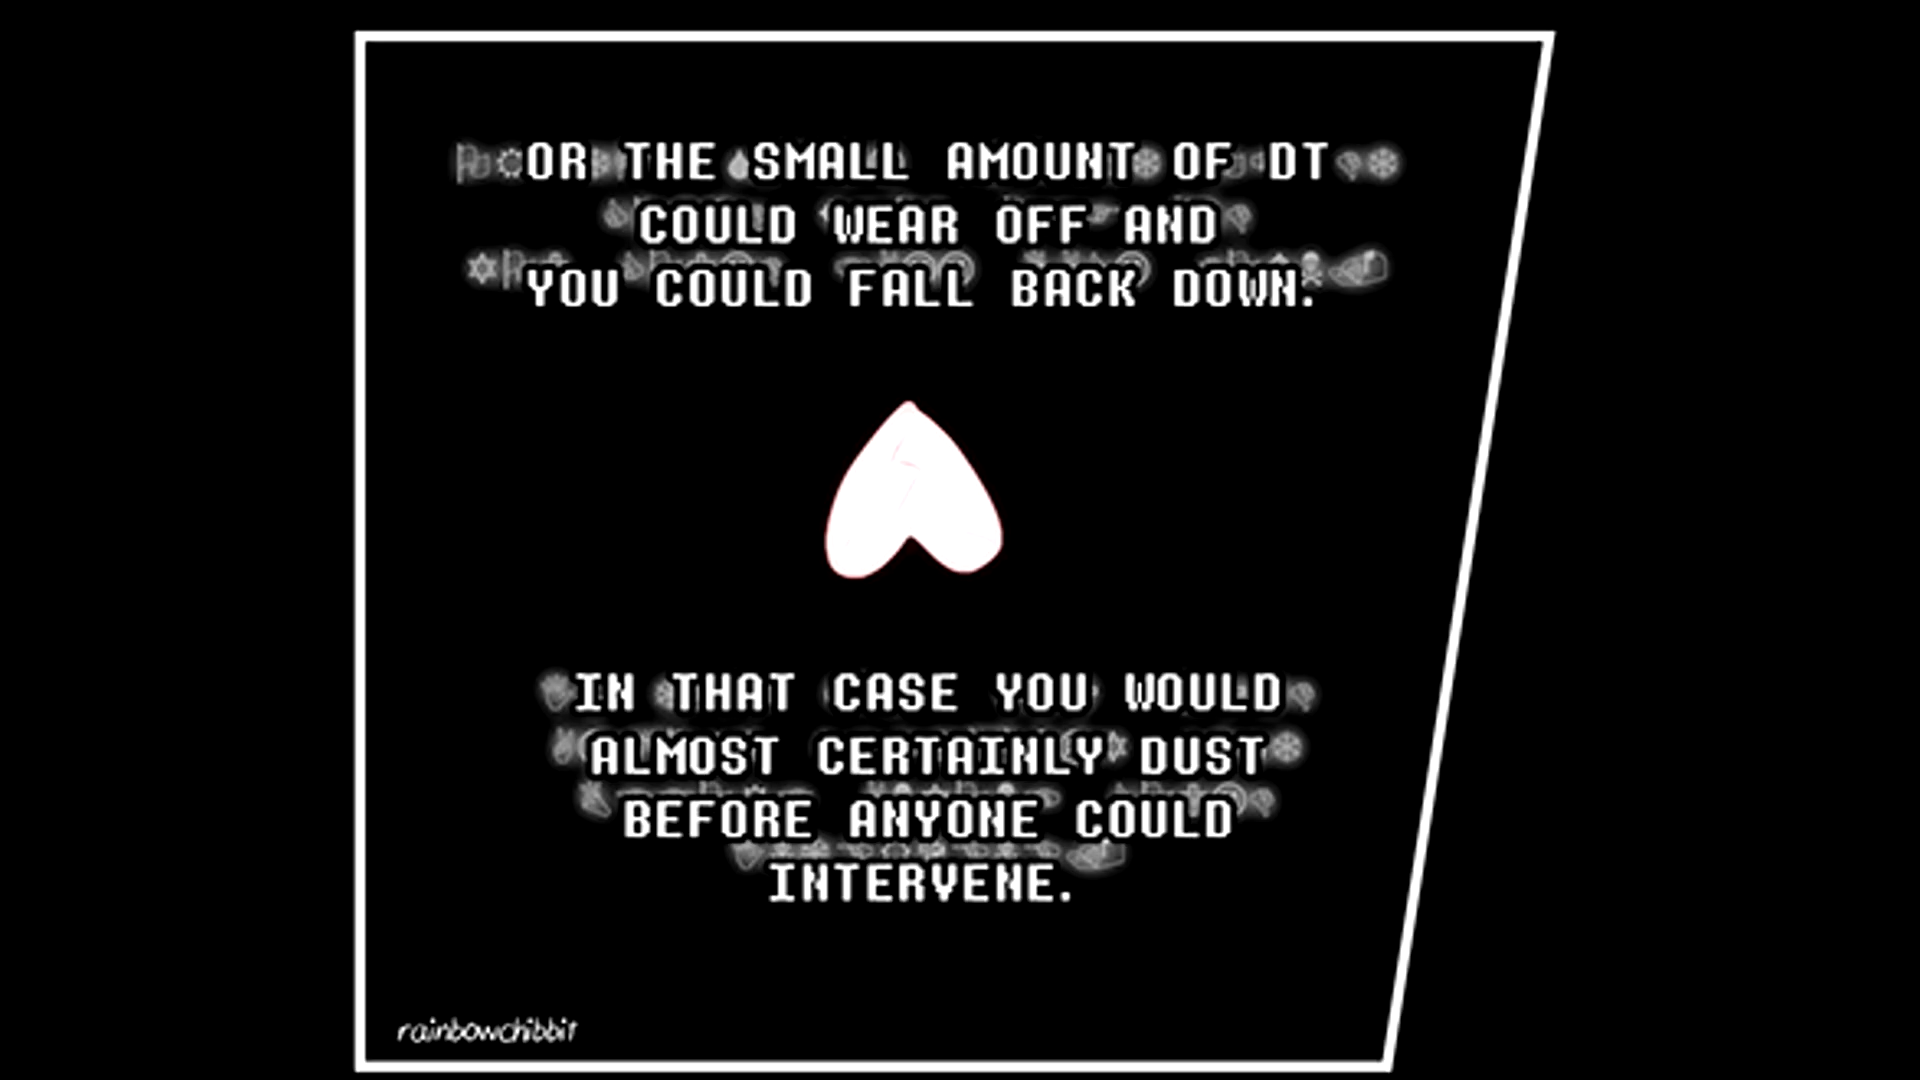 OR THE SMALL AMOUNT OF DT
COULD WEAR OFF AND
YOU COULD FALL BACK DOWN.
IN THAT CASE YOU WOULD
ALMOST CERTAINLY DUST
BEFORE ANYONE COULD
INTERVENE.
rainbowchibbit